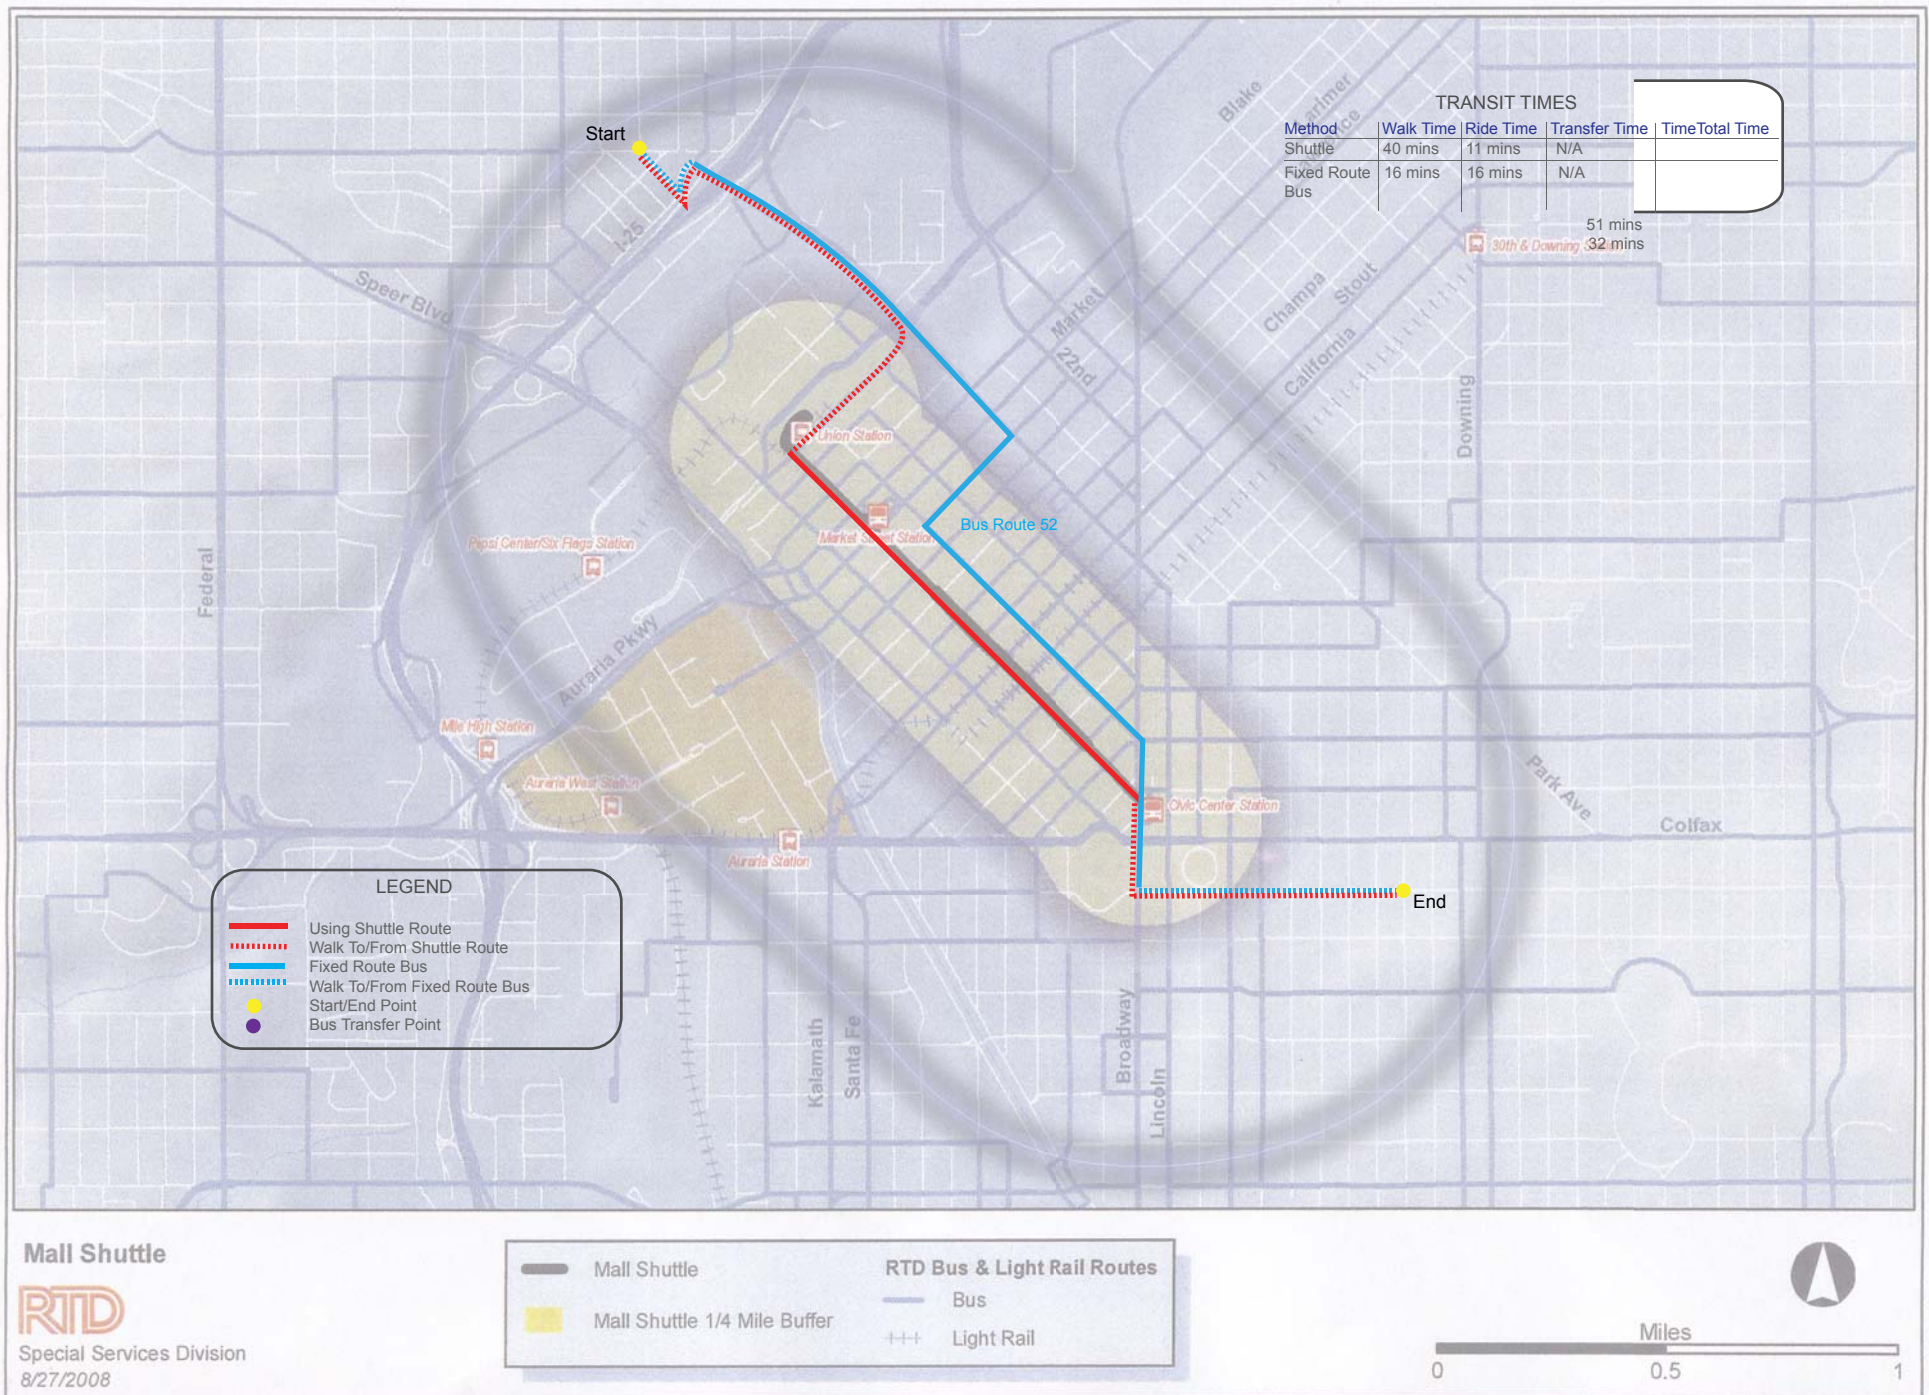 Start
TRANSIT TIMES
Method Walk Time Ride Time Transfer Time TimeTotal Time
Shuttle 40 mins 11 mins N/A
Fixed Route Bus 16 mins 16 mins N/A
51 mins
32 mins
30th & Downing
Blake
Larimer
I-25
Speer Blvd
Market
22nd
Champa
Stout
California
Downing
Union Station
Bus Route 52
Market Street Station
Pepsi Center/Six Flags Station
Federal
Auraria Pkwy
Mile High Station
Auraria West Station
Auraria Station
Civic Center Station
Park Ave
Colfax
End
LEGEND
Using Shuttle Route
Walk To/From Shuttle Route
Fixed Route Bus
Walk To/From Fixed Route Bus
Start/End Point
Bus Transfer Point
Kalamath
Santa Fe
Broadway
Lincoln
Mall Shuttle
RTD
Special Services Division
8/27/2008
Mall Shuttle
Mall Shuttle 1/4 Mile Buffer
RTD Bus & Light Rail Routes
Bus
Light Rail
Miles
0 0.5 1